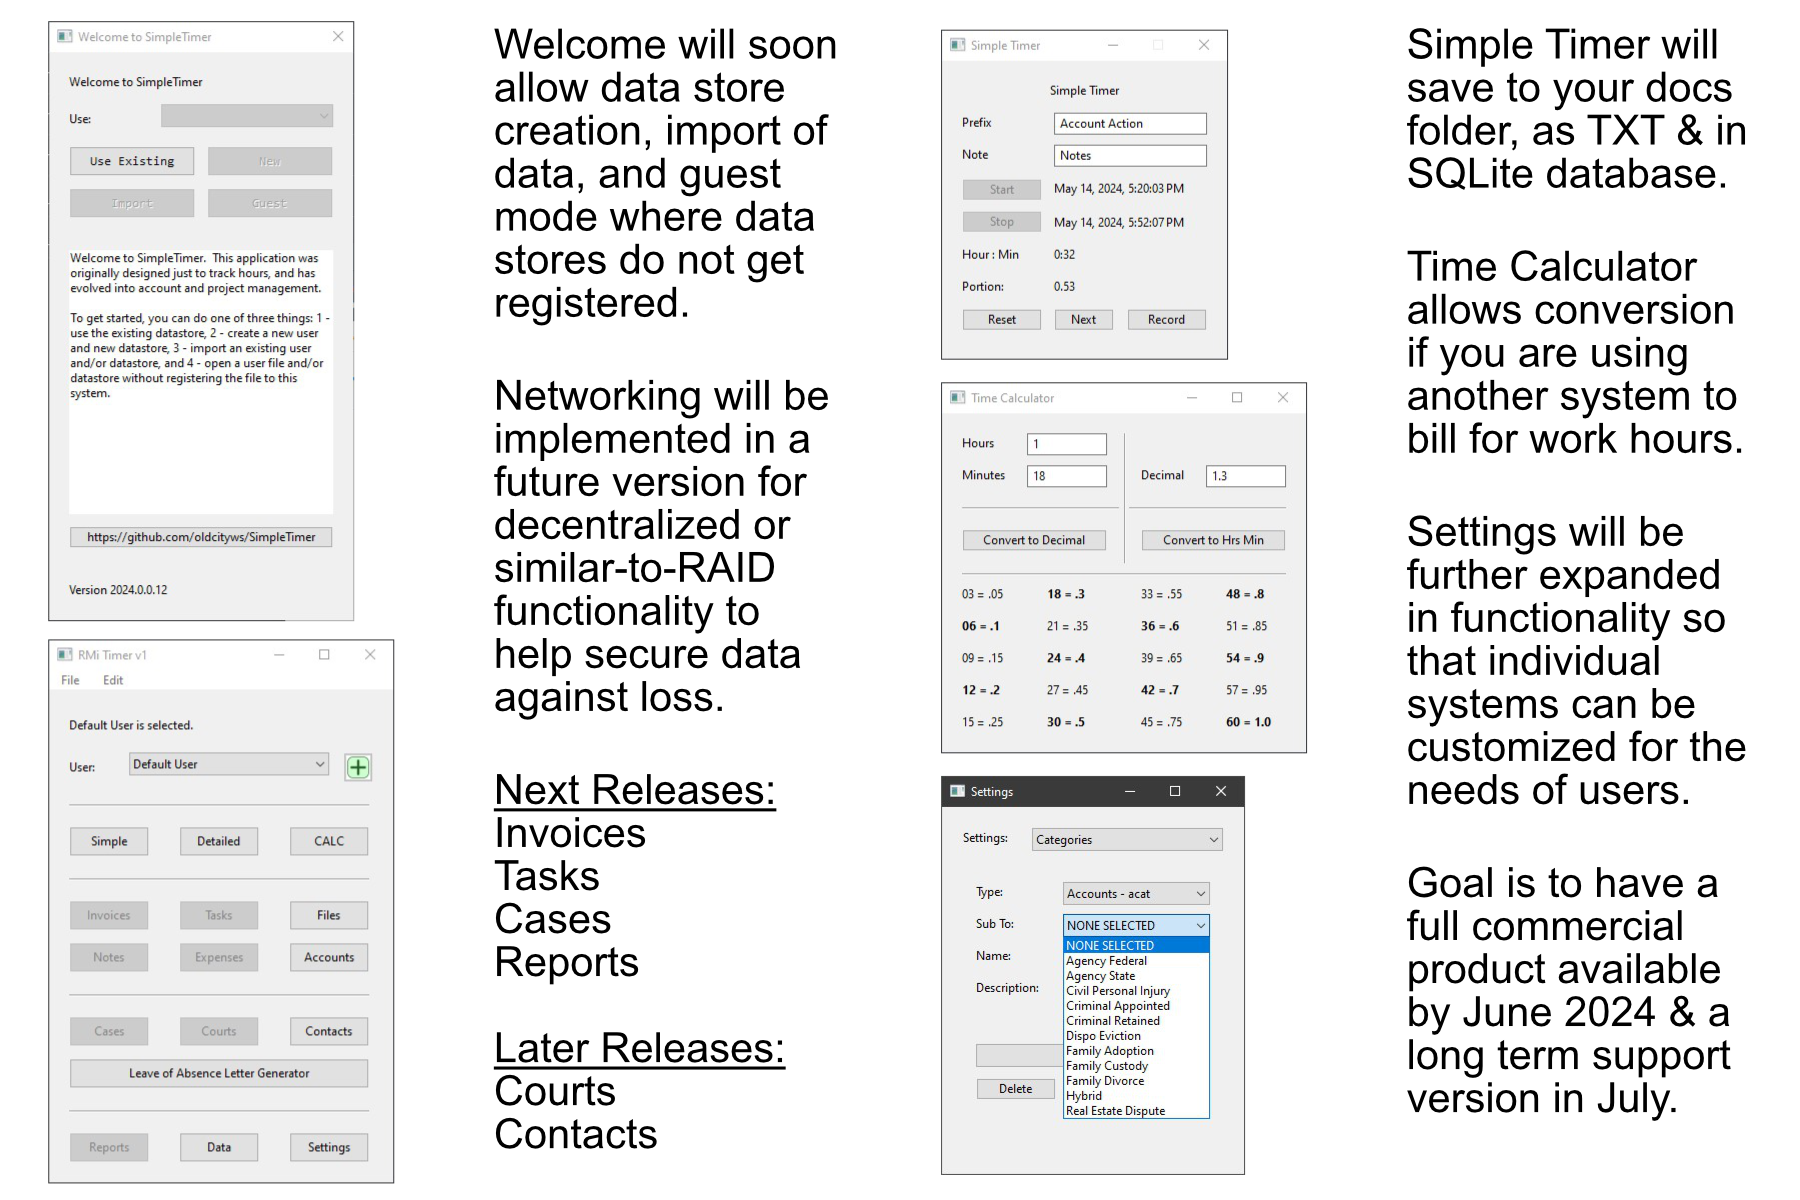 Welcome to SimpleTimer
Welcome to SimpleTimer
Use:
Use Existing
New
Import
Guest
Welcome to SimpleTimer.  This application was
originally designed just to track hours, and has
evolved into account and project management.
To get started, you can do one of three things: 1 -
use the existing datastore, 2 - create a new user
and new datastore, 3 - import an existing user
and/or datastore, and 4 - open a user file and/or
datastore without registering the file to this
system.
https://github.com/oldcityws/SimpleTimer
Version 2024.0.0.12
RMi Timer v1
File Edit
Default User is selected.
User: Default User
Simple Detailed CALC
Invoices Tasks Files
Notes Expenses Accounts
Cases Courts Contacts
Leave of Absence Letter Generator
Reports Data Settings
Welcome will soon
allow data store
creation, import of
data, and guest
mode where data
stores do not get
registered.
Networking will be
implemented in a
future version for
decentralized or
similar-to-RAID
functionality to
help secure data
against loss.
Next Releases:
Invoices
Tasks
Cases
Reports
Later Releases:
Courts
Contacts
Simple Timer
Simple Timer
Prefix Account Action
Note Notes
Start May 14, 2024, 5:20:03 PM
Stop May 14, 2024, 5:52:07 PM
Hour : Min 0:32
Portion: 0.53
Reset Next Record
Time Calculator
Hours 1
Minutes 18 Decimal 1.3
Convert to Decimal Convert to Hrs Min
03 = .05 18 = .3 33 = .55 48 = .8
06 = .1 21 = .35 36 = .6 51 = .85
09 = .15 24 = .4 39 = .65 54 = .9
12 = .2 27 = .45 42 = .7 57 = .95
15 = .25 30 = .5 45 = .75 60 = 1.0
Settings
Settings: Categories
Type: Accounts - acat
Sub To: NONE SELECTED
Name:
Description:
NONE SELECTED
Agency Federal
Agency State
Civil Personal Injury
Criminal Appointed
Criminal Retained
Dispo Eviction
Family Adoption
Family Custody
Family Divorce
Hybrid
Real Estate Dispute
Delete
Simple Timer will
save to your docs
folder, as TXT & in
SQLite database.
Time Calculator
allows conversion
if you are using
another system to
bill for work hours.
Settings will be
further expanded
in functionality so
that individual
systems can be
customized for the
needs of users.
Goal is to have a
full commercial
product available
by June 2024 & a
long term support
version in July.